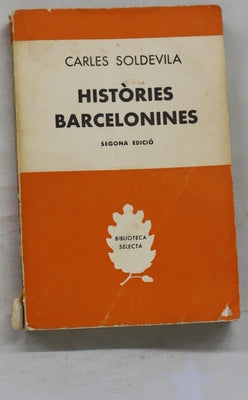 CARLES SOLDEVILA
HISTÒRIES
BARCELONINES
SEGONA EDICIÓ
BIBLIOTECA
SELECTA